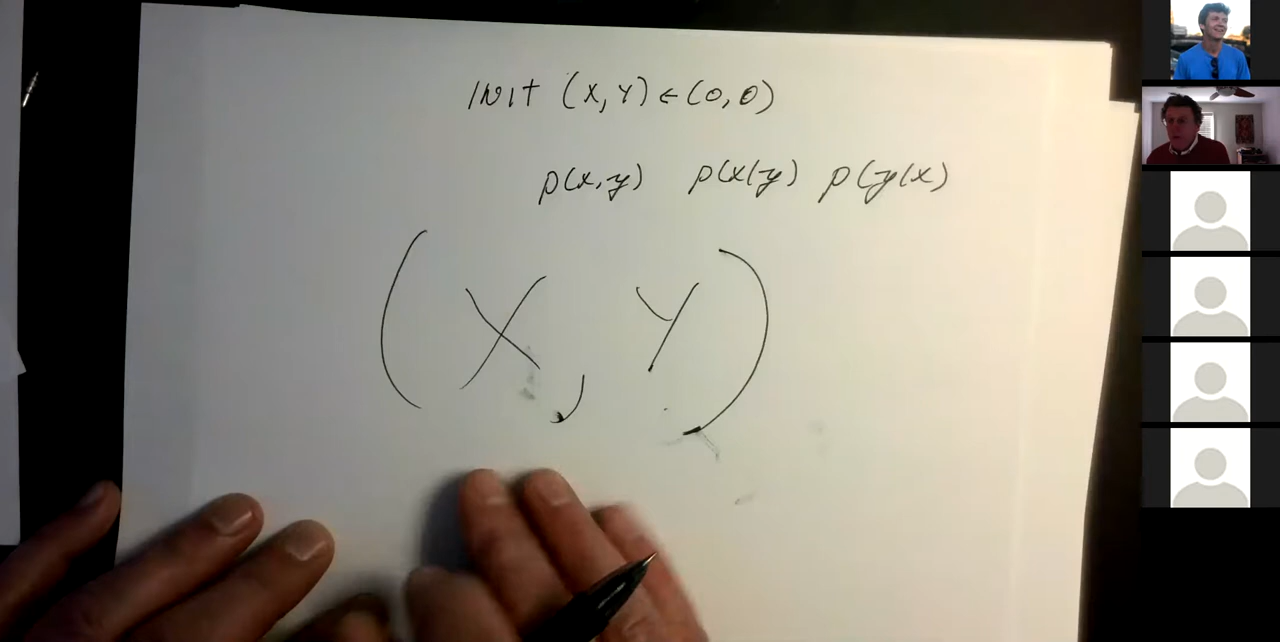 INIT (X, Y) ← (0, 0)
p(x, y) p(x|y) p(y|x)
(X, Y)